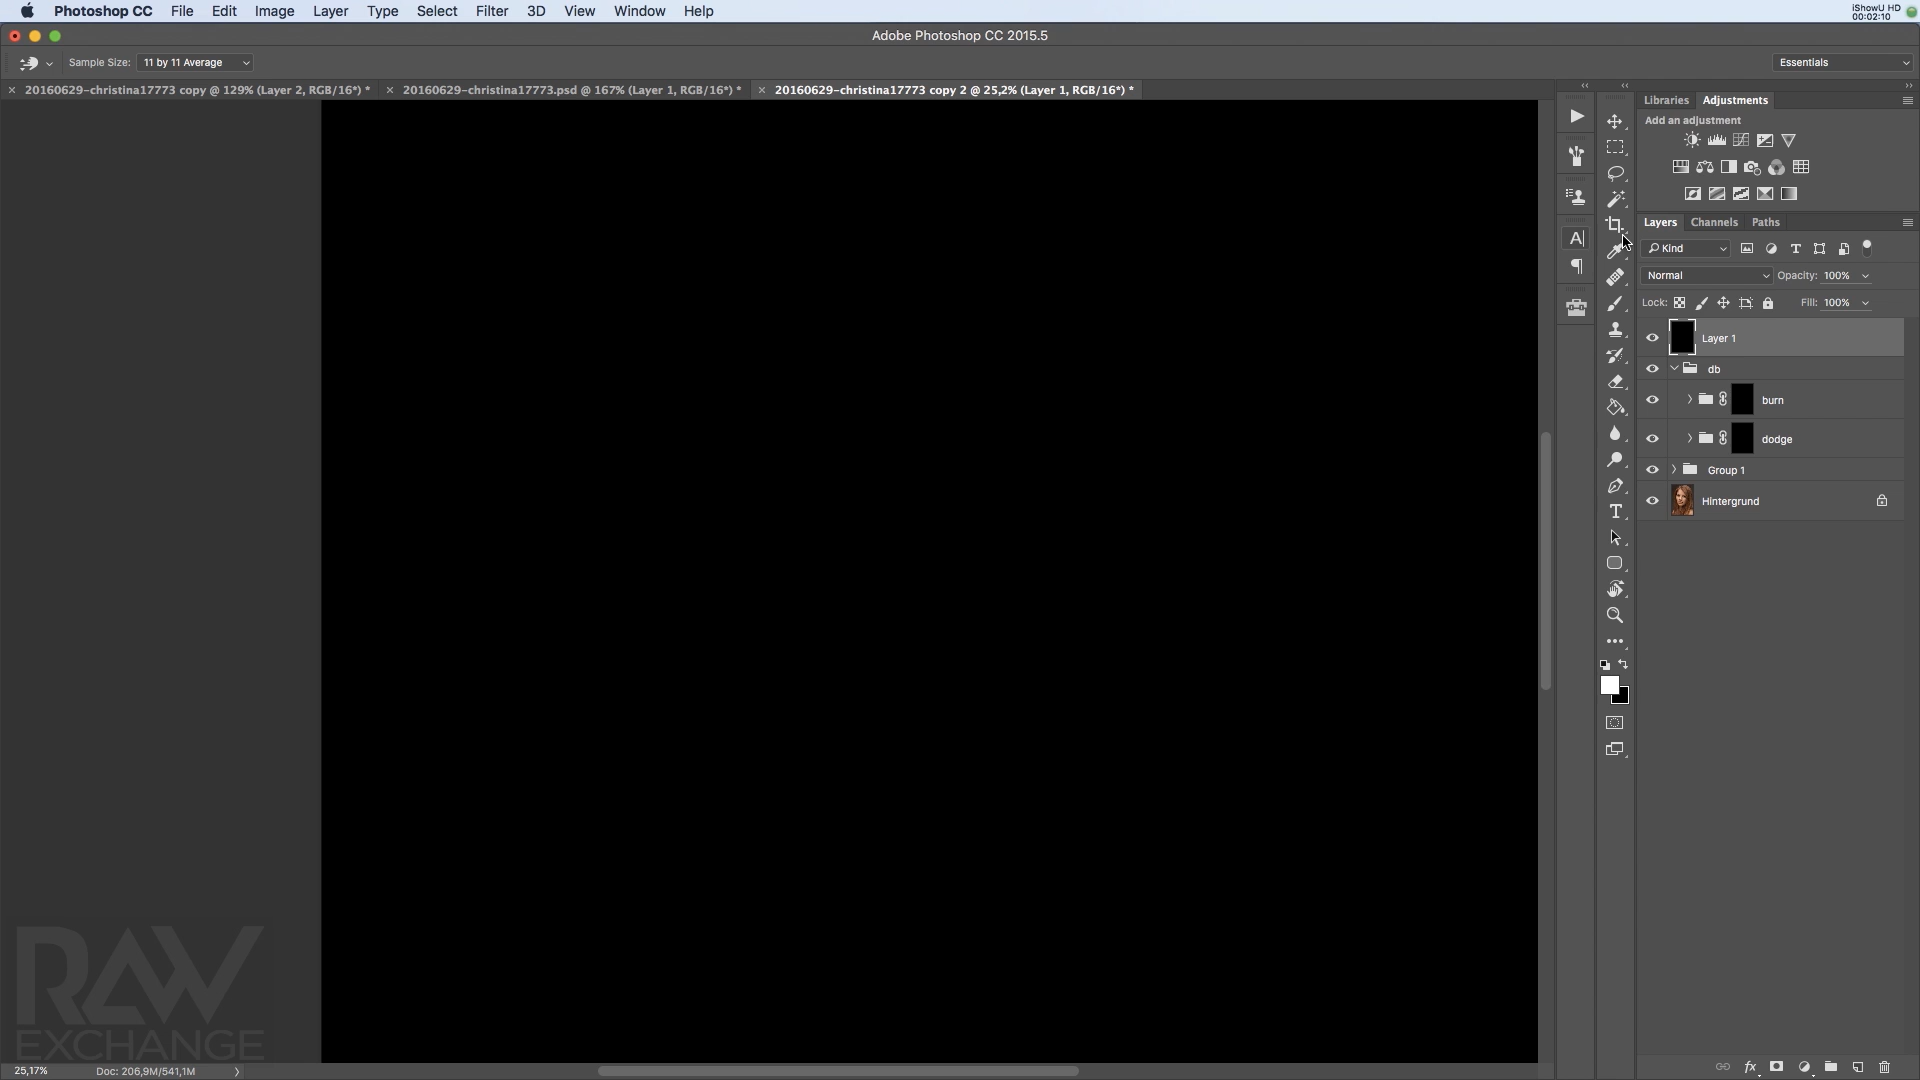 Photoshop CC File Edit Image Layer Type Select Filter 3D View Window Help
iShowU HD
00:02:10
Adobe Photoshop CC 2015.5
Sample Size: 11 by 11 Average
Essentials
20160629-christina17773 copy @ 129% (Layer 2, RGB/16*) *
20160629-christina17773.psd @ 167% (Layer 1, RGB/16*) *
20160629-christina17773 copy 2 @ 25,2% (Layer 1, RGB/16*) *
Libraries Adjustments
Add an adjustment
Layers Channels Paths
Kind
Normal Opacity: 100%
Lock: Fill: 100%
Layer 1
db
burn
dodge
Group 1
Hintergrund
RAW
EXCHANGE
25,17% Doc: 206,9M/541,1M